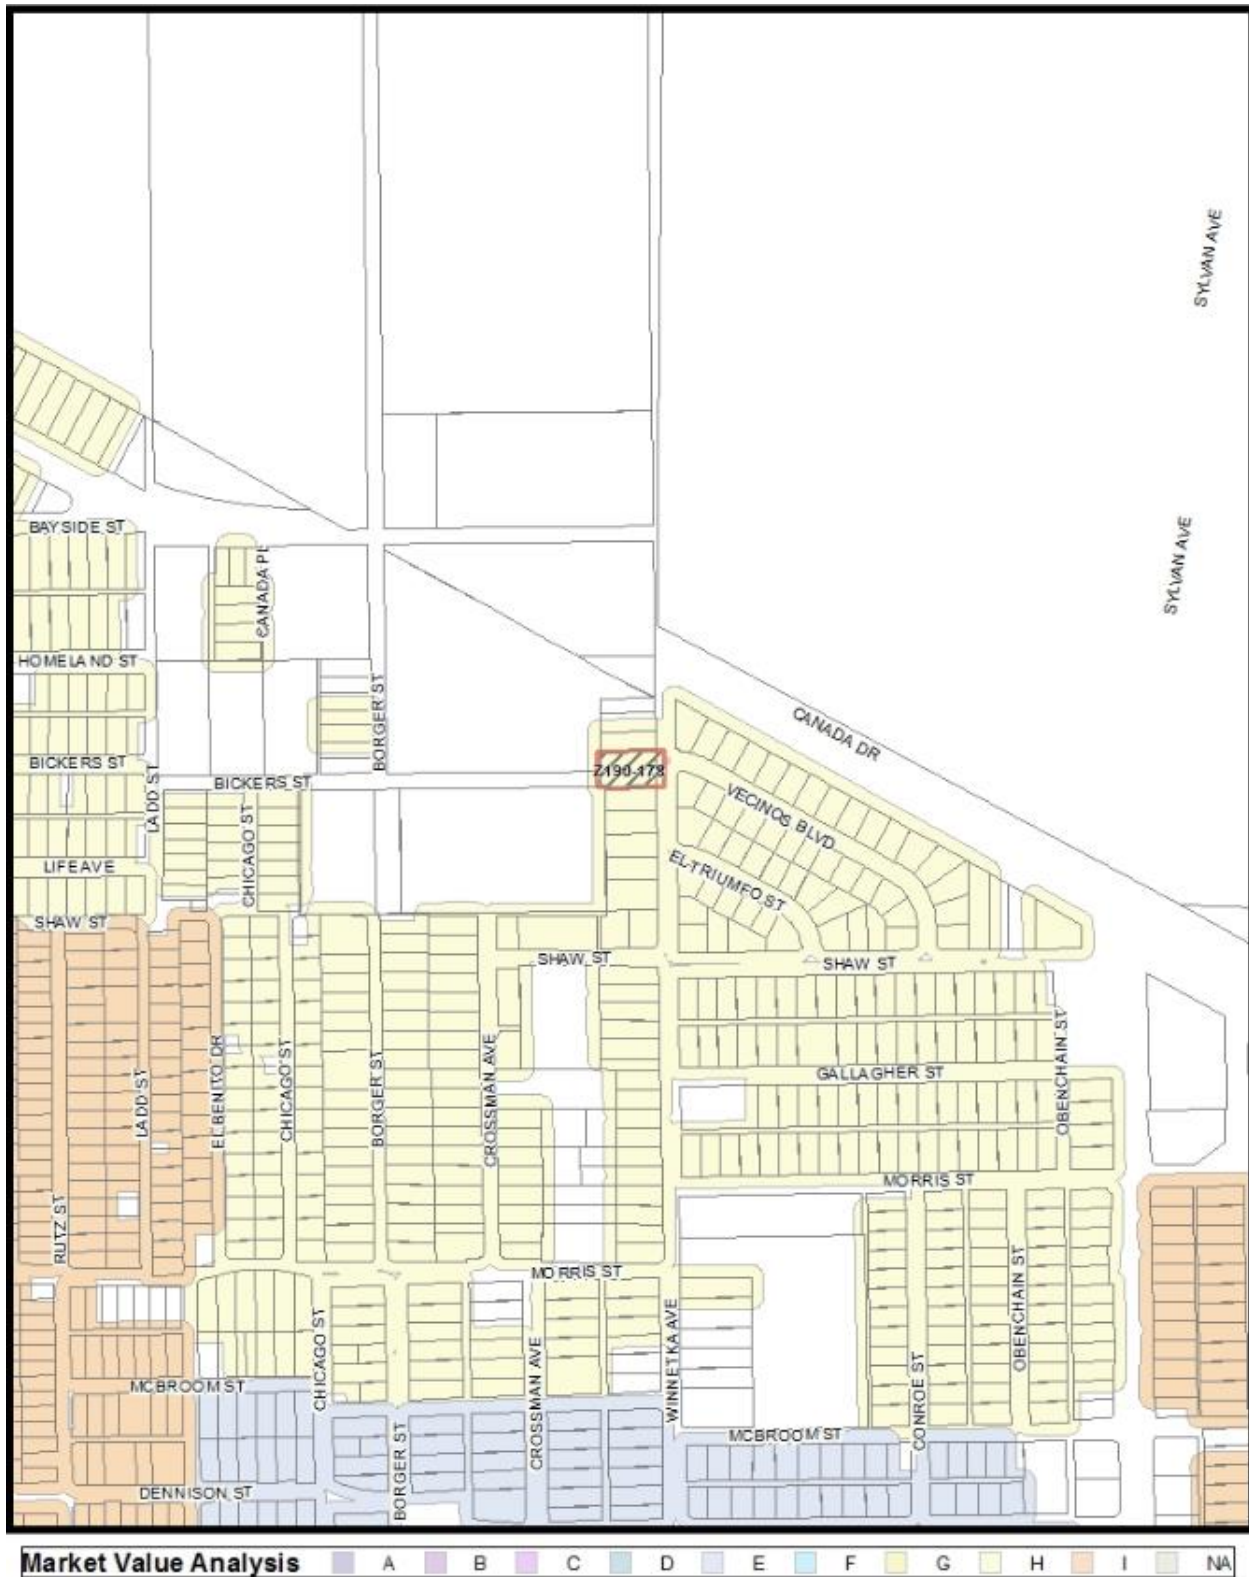 SYLVAN AVE
SYLVAN AVE
BAYSIDE ST
CANADA PL
HOMELAND ST
BORGER ST
CANADA DR
BICKERS ST
LADD ST
BICKERS ST
Z190-178
CHICAGO ST
VECINOS BLVD
LIFEAVE
EL TRIUMFO ST
SHAW ST
SHAW ST
SHAW ST
RUTZ ST
LADD ST
EL BENITO DR
CHICAGO ST
BORGER ST
CROSSMAN AVE
GALLAGHER ST
OBENCHAIN ST
MORRIS ST
MORRIS ST
CHICAGO ST
CROSSMAN AVE
WINNETKA AVE
CONROE ST
OBENCHAIN ST
MCBROOM ST
BORGER ST
MCBROOM ST
DENNISON ST
Market Value Analysis A B C D E F G H I NA